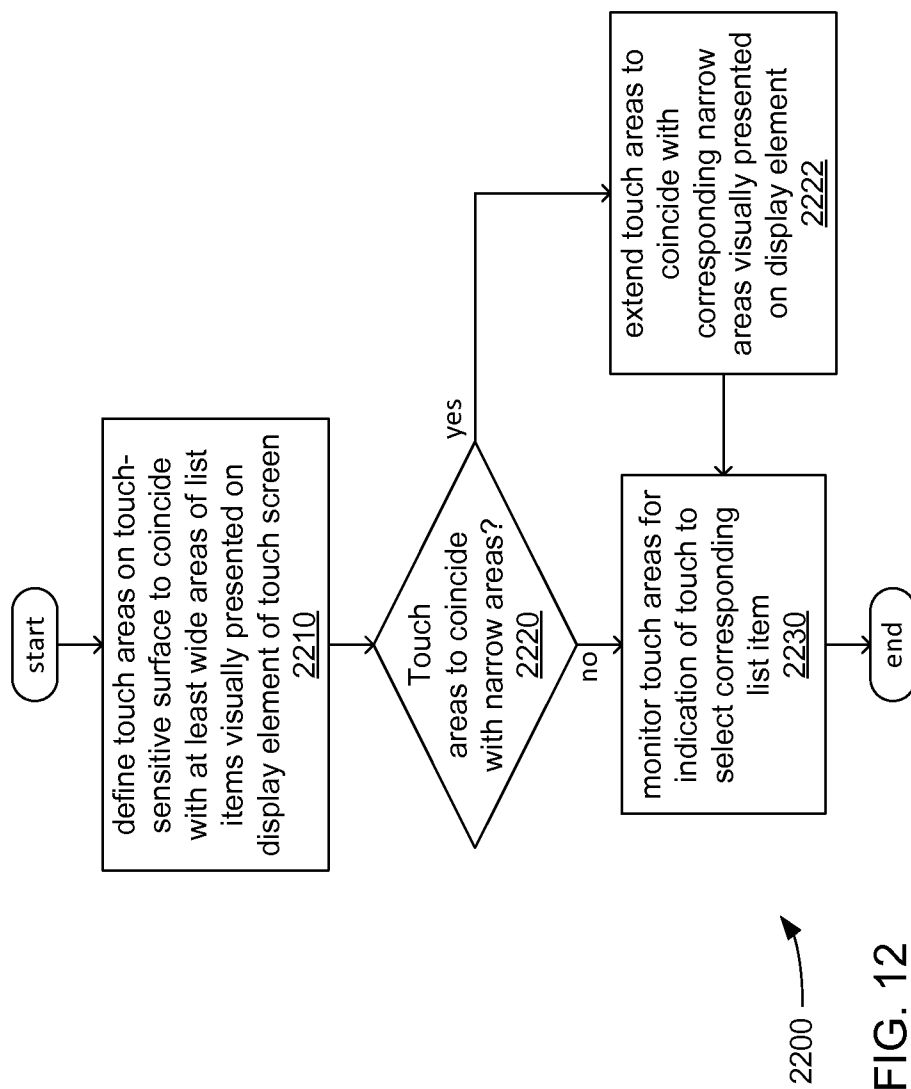 start
define touch areas on touch-
sensitive surface to coincide
with at least wide areas of list
items visually presented on
display element of touch screen
2210
Touch
areas to coincide
with narrow areas?
2220
yes
no
extend touch areas to
coincide with
corresponding narrow
areas visually presented
on display element
2222
monitor touch areas for
indication of touch to
select corresponding
list item
2230
end
2200
FIG. 12